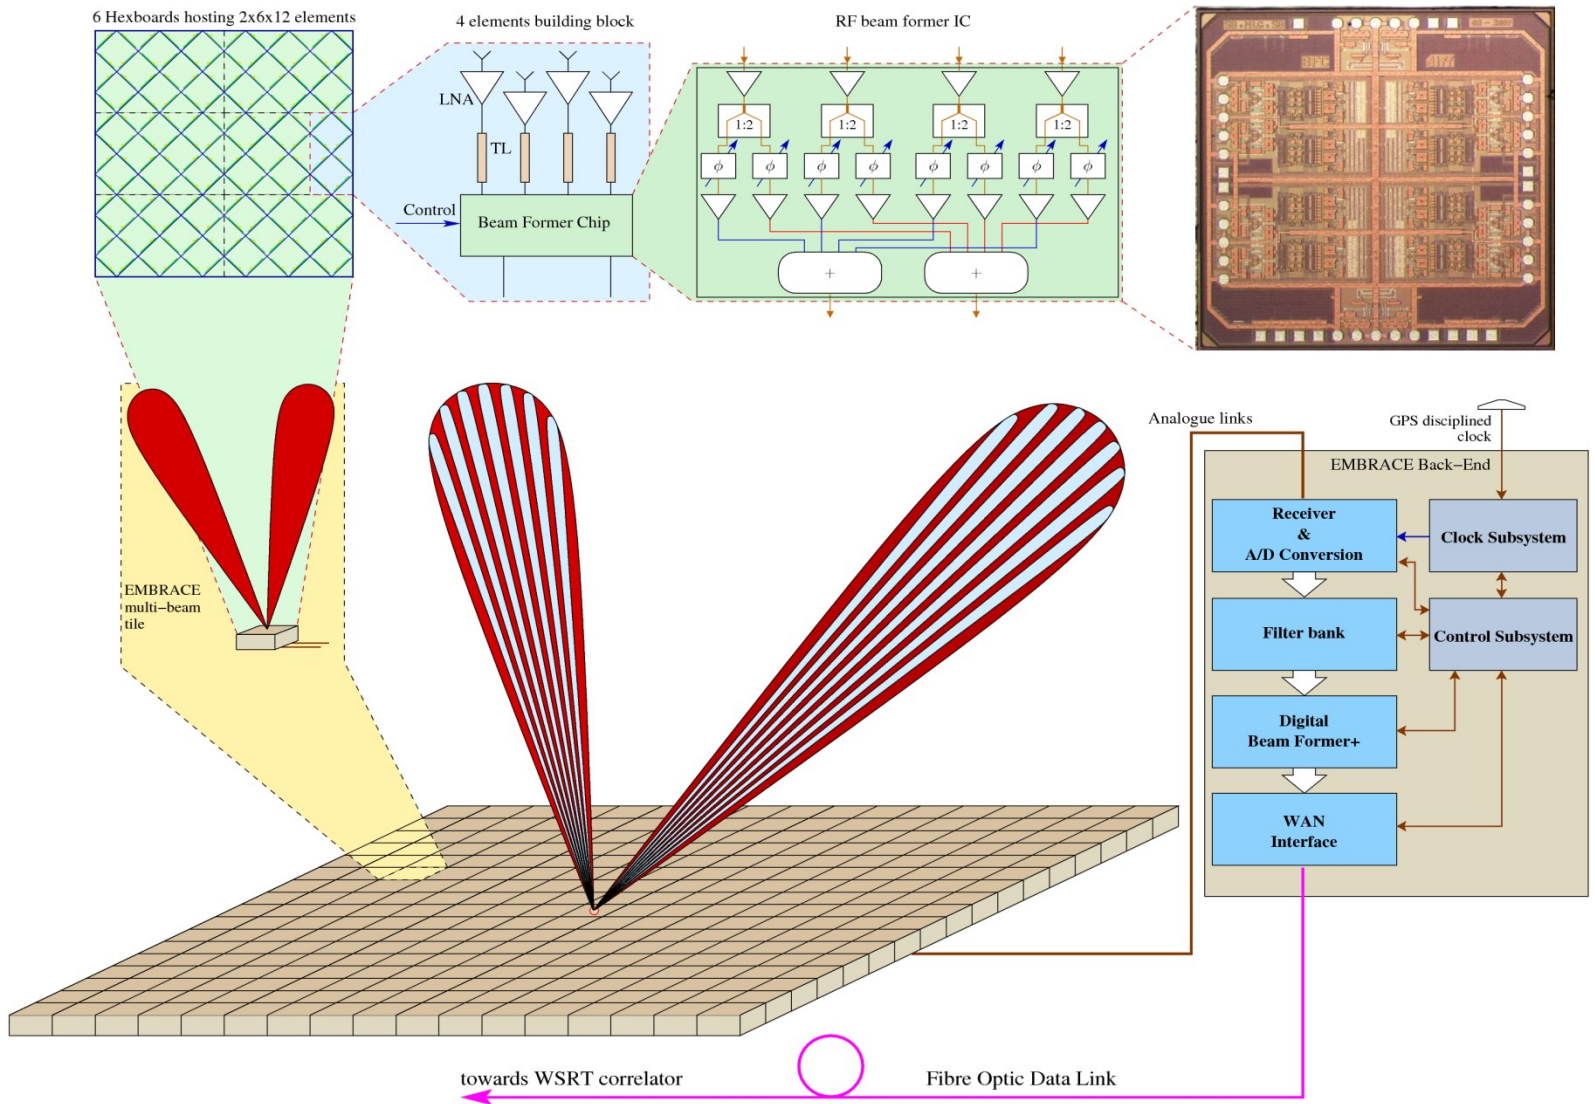 6 Hexboards hosting 2x6x12 elements
4 elements building block
RF beam former IC
LNA
TL
Control
Beam Former Chip
1:2
1:2
1:2
1:2
ϕ
ϕ
ϕ
ϕ
ϕ
ϕ
ϕ
ϕ
+
+
EMBRACE
multi−beam
tile
Analogue links
GPS disciplined
clock
EMBRACE Back−End
Receiver
&
A/D Conversion
Clock Subsystem
Filter bank
Control Subsystem
Digital
Beam Former+
WAN
Interface
towards WSRT correlator
Fibre Optic Data Link